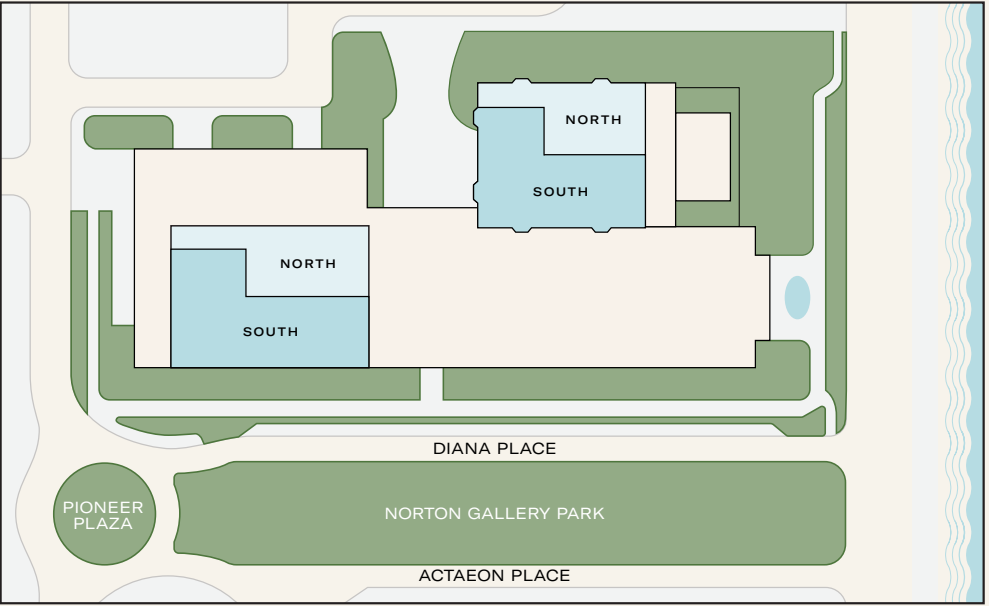 NORTH
SOUTH
NORTH
SOUTH
DIANA PLACE
PIONEER
PLAZA
NORTON GALLERY PARK
ACTAEON PLACE